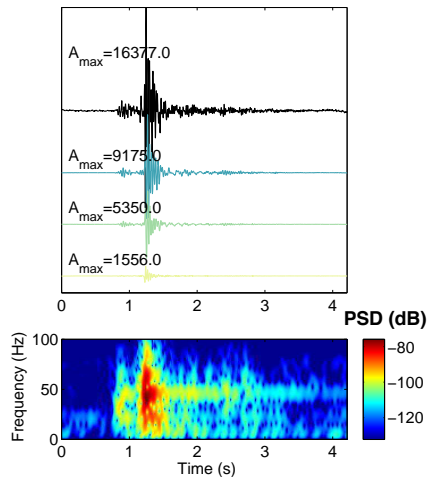 A_max=16377.0
A_max=9175.0
A_max=5350.0
A_max=1556.0
0 1 2 3 4
PSD (dB)
100
50
0
Frequency (Hz)
0 1 2 3 4
Time (s)
−80
−100
−120